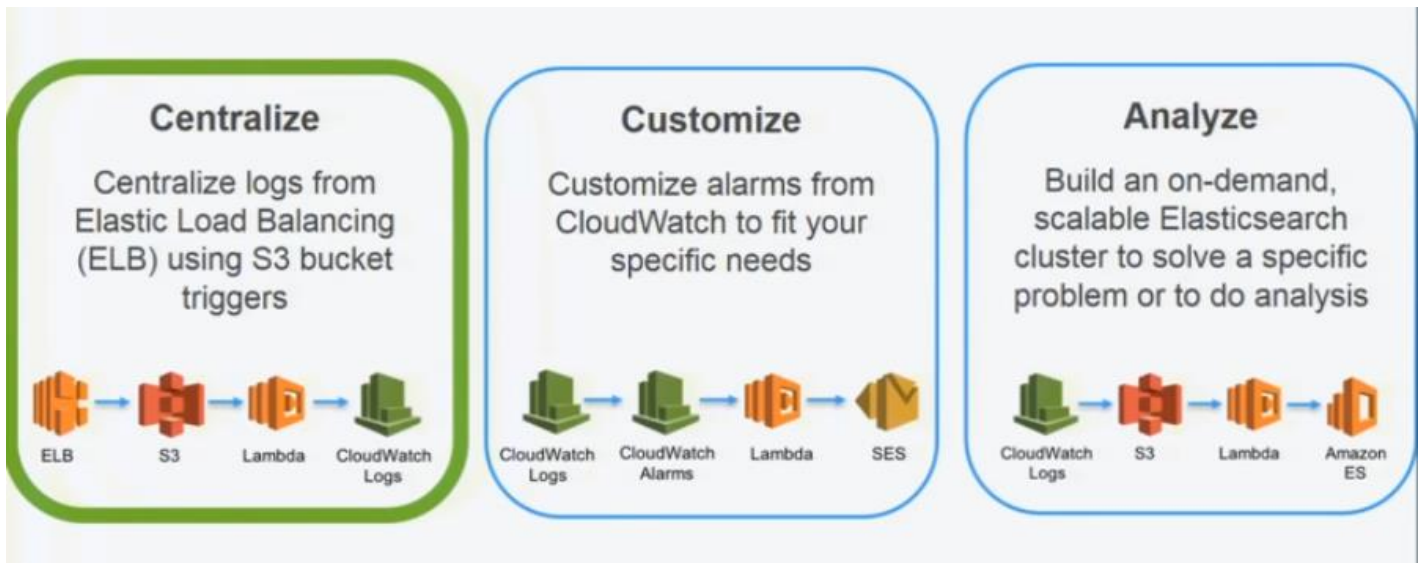 Centralize
Centralize logs from
Elastic Load Balancing
(ELB) using S3 bucket
triggers
ELB
S3
Lambda
CloudWatch
Logs
Customize
Customize alarms from
CloudWatch to fit your
specific needs
CloudWatch
Logs
CloudWatch
Alarms
Lambda
SES
Analyze
Build an on-demand,
scalable Elasticsearch
cluster to solve a specific
problem or to do analysis
CloudWatch
Logs
S3
Lambda
Amazon
ES